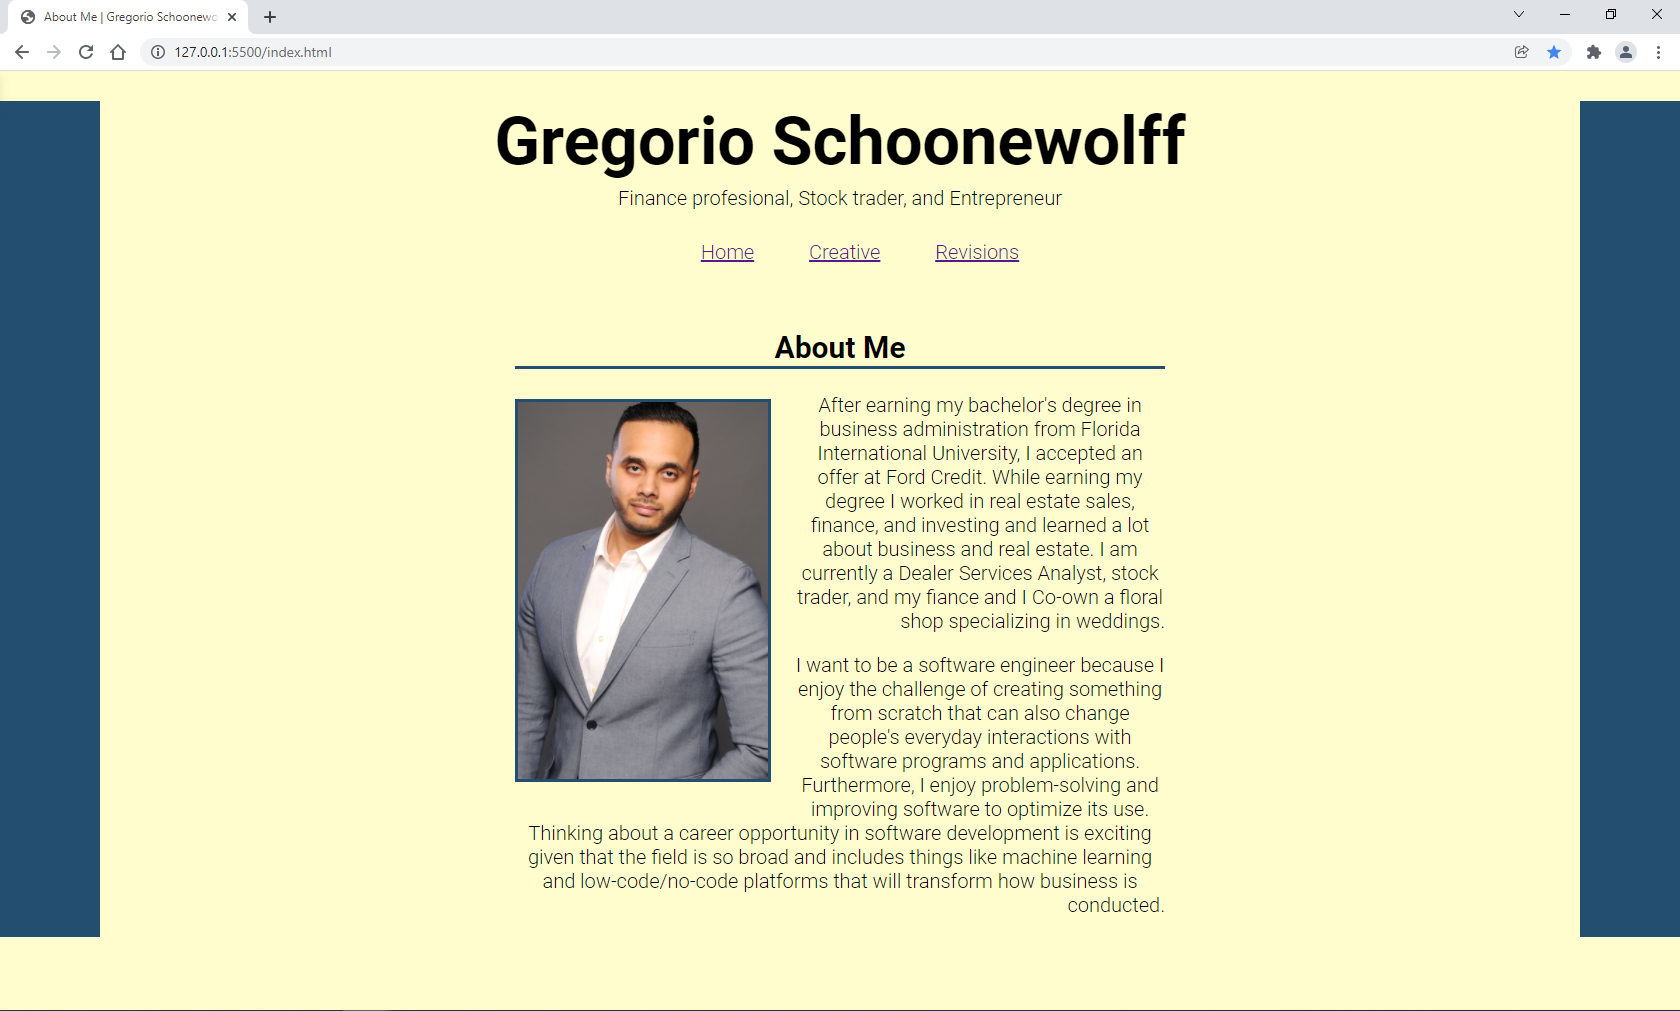 About Me | Gregorio Schoonewo
127.0.0.1:5500/index.html
Gregorio Schoonewolff
Finance profesional, Stock trader, and Entrepreneur
Home Creative Revisions
About Me
After earning my bachelor's degree in
business administration from Florida
International University, I accepted an
offer at Ford Credit. While earning my
degree I worked in real estate sales,
finance, and investing and learned a lot
about business and real estate. I am
currently a Dealer Services Analyst, stock
trader, and my fiance and I Co-own a floral
shop specializing in weddings.
I want to be a software engineer because I
enjoy the challenge of creating something
from scratch that can also change
people's everyday interactions with
software programs and applications.
Furthermore, I enjoy problem-solving and
improving software to optimize its use.
Thinking about a career opportunity in software development is exciting
given that the field is so broad and includes things like machine learning
and low-code/no-code platforms that will transform how business is
conducted.